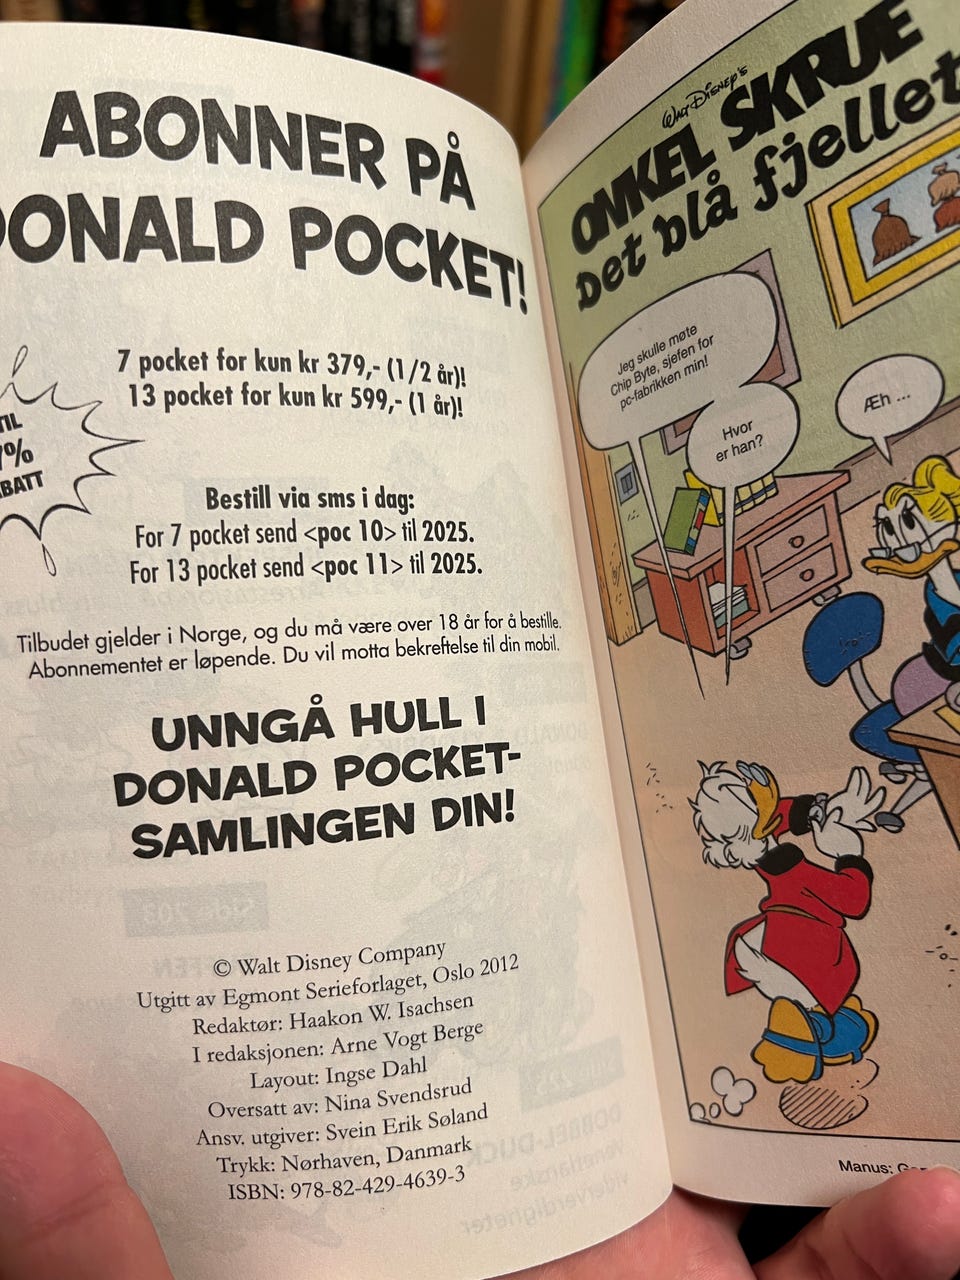 ABONNER PÅ
DONALD POCKET!
7 pocket for kun kr 379,- (1/2 år)!
13 pocket for kun kr 599,- (1 år)!
Bestill via sms i dag:
For 7 pocket send <poc 10> til 2025.
For 13 pocket send <poc 11> til 2025.
Tilbudet gjelder i Norge, og du må være over 18 år for å bestille.
Abonnementet er løpende. Du vil motta bekreftelse til din mobil.
UNNGÅ HULL I
DONALD POCKET-
SAMLINGEN DIN!
© Walt Disney Company
Utgitt av Egmont Serieforlaget, Oslo 2012
Redaktør: Haakon W. Isachsen
I redaksjonen: Arne Vogt Berge
Layout: Ingse Dahl
Oversatt av: Nina Svendsrud
Ansv. utgiver: Svein Erik Søland
Trykk: Nørhaven, Danmark
ISBN: 978-82-429-4639-3
WALT DISNEY'S
ONKEL SKRUE
Det blå fjellet
Jeg skulle møte
Chip Byte, sjefen for
pc-fabrikken min!
Hvor
er han?
Æh ...
Manus: